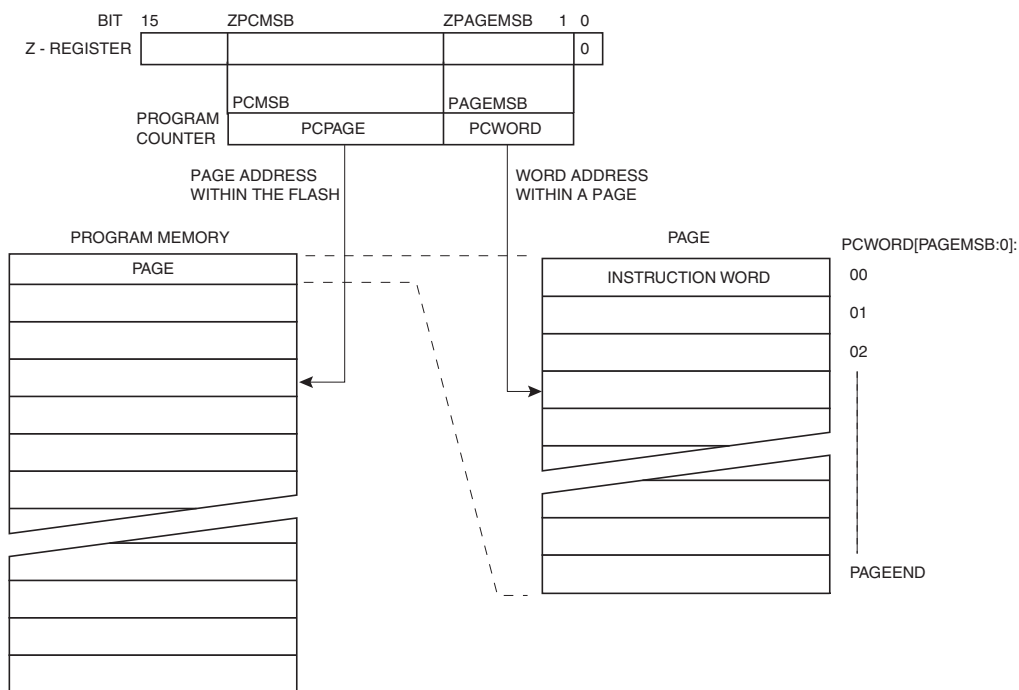 BIT 15 ZPCMSB ZPAGEMSB 1 0
Z - REGISTER 0
PCMSB PAGEMSB
PROGRAM
COUNTER
PCPAGE PCWORD
PAGE ADDRESS
WITHIN THE FLASH
WORD ADDRESS
WITHIN A PAGE
PROGRAM MEMORY
PAGE
PAGE
INSTRUCTION WORD
PCWORD[PAGEMSB:0]:
00
01
02
PAGEEND